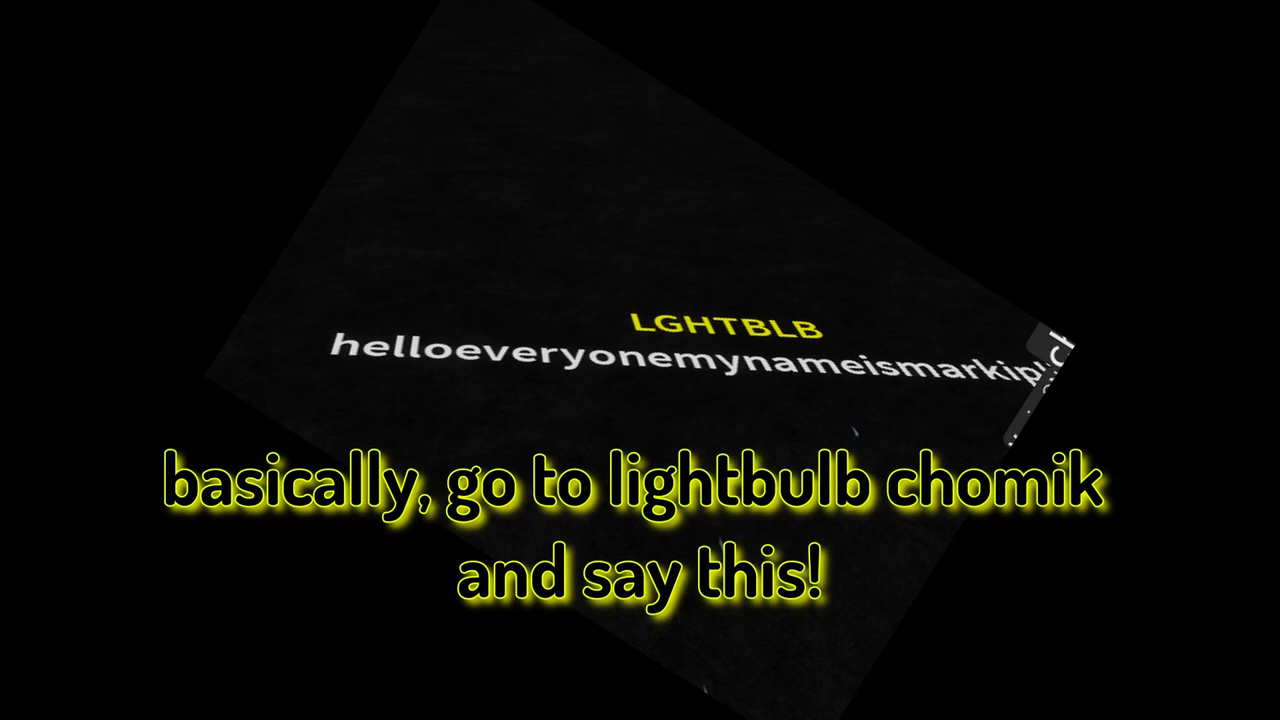 LGHTBLB
helloeveryonemynameismarkip
basically, go to lightbulb chomik
and say this!